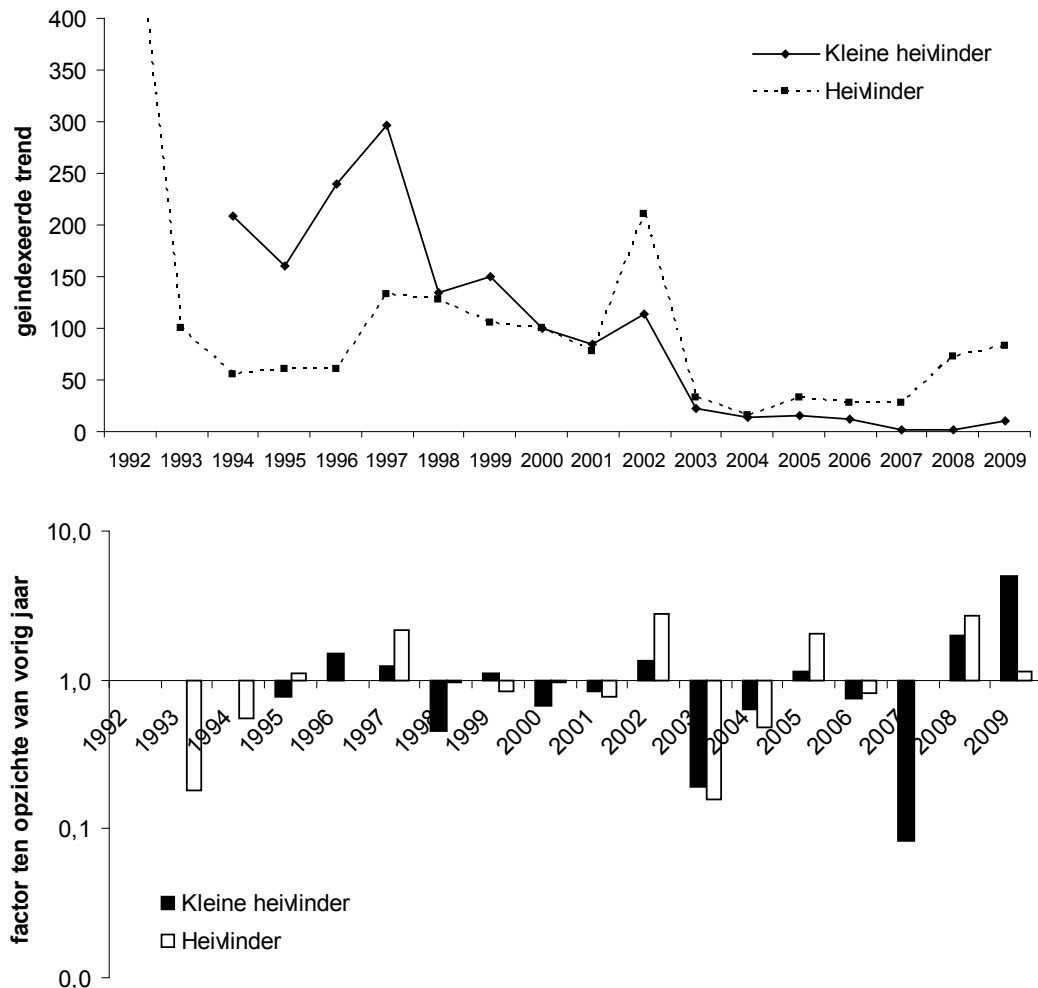 geindexeerde trend
400
350
300
250
200
150
100
50
0
Kleine heivlinder
Heivlinder
1992 1993 1994 1995 1996 1997 1998 1999 2000 2001 2002 2003 2004 2005 2006 2007 2008 2009
factor ten opzichte van vorig jaar
10,0
1,0
0,1
0,0
1992 1993 1994 1995 1996 1997 1998 1999 2000 2001 2002 2003 2004 2005 2006 2007 2008 2009
Kleine heivlinder
Heivlinder